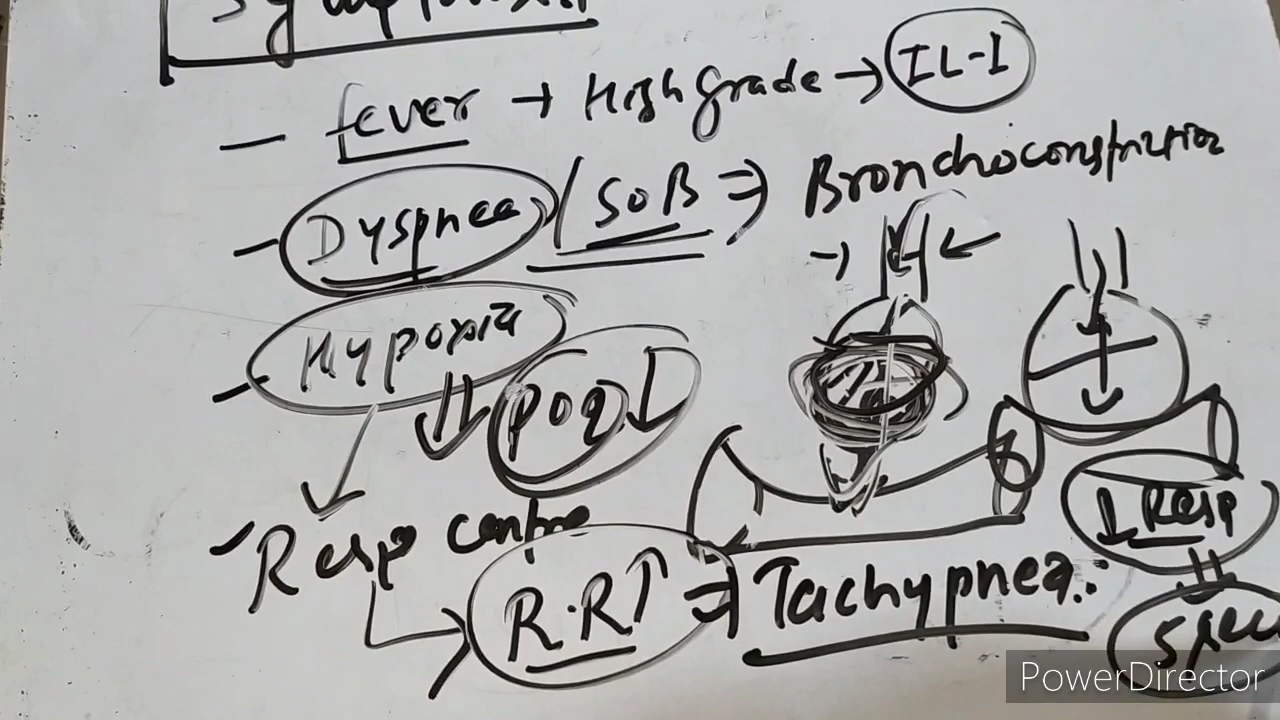 fever → High grade → IL-1
Dyspnea / SOB ⇒ Bronchoconstriction
Hypoxia
PO2 ↓
Resp centre
↓ Resp
R.R↑ ⇒ Tachypnea
PowerDirector